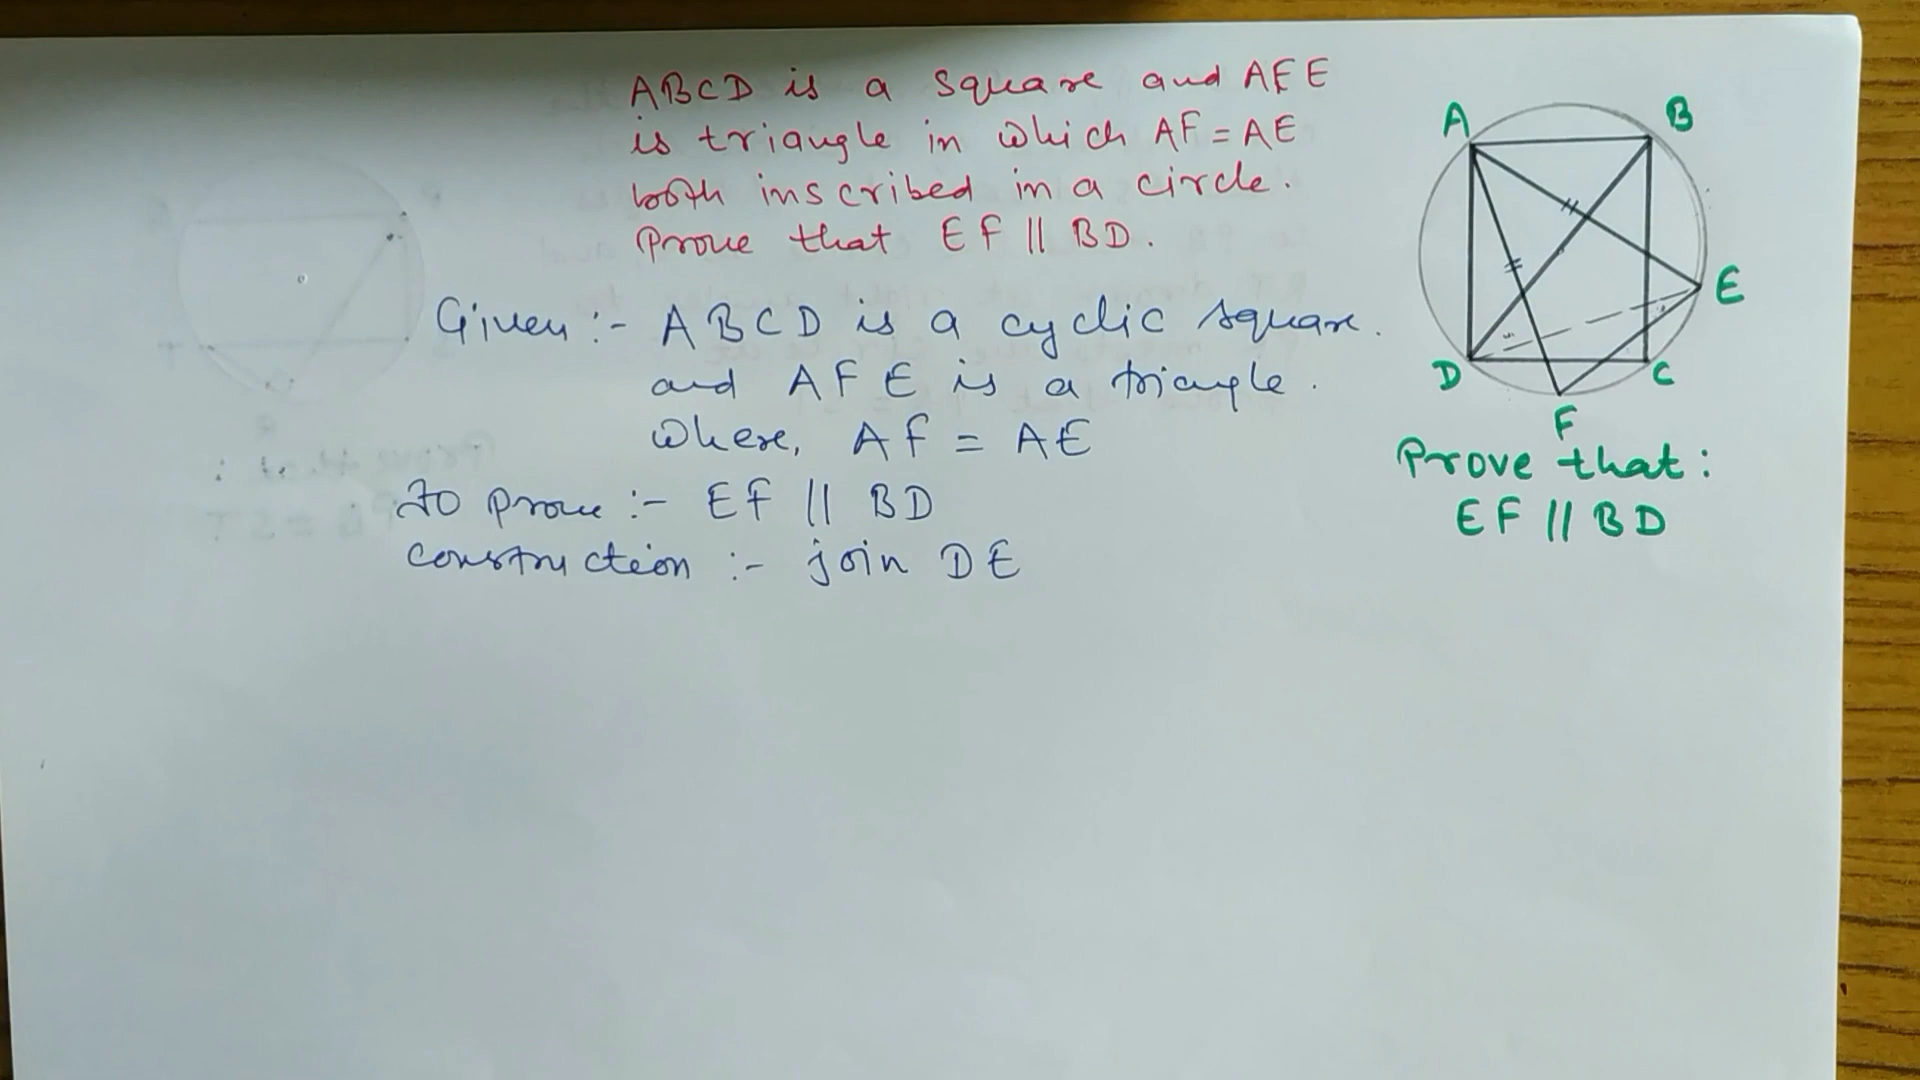 ABCD is a square and AFE
is triangle in which AF = AE
both inscribed in a circle.
Prove that EF || BD.
Given :- ABCD is a cyclic square.
and AFE is a triangle.
where, AF = AE
To prove :- EF || BD
construction :- join DE
A
B
E
D
C
F
Prove that:
EF || BD